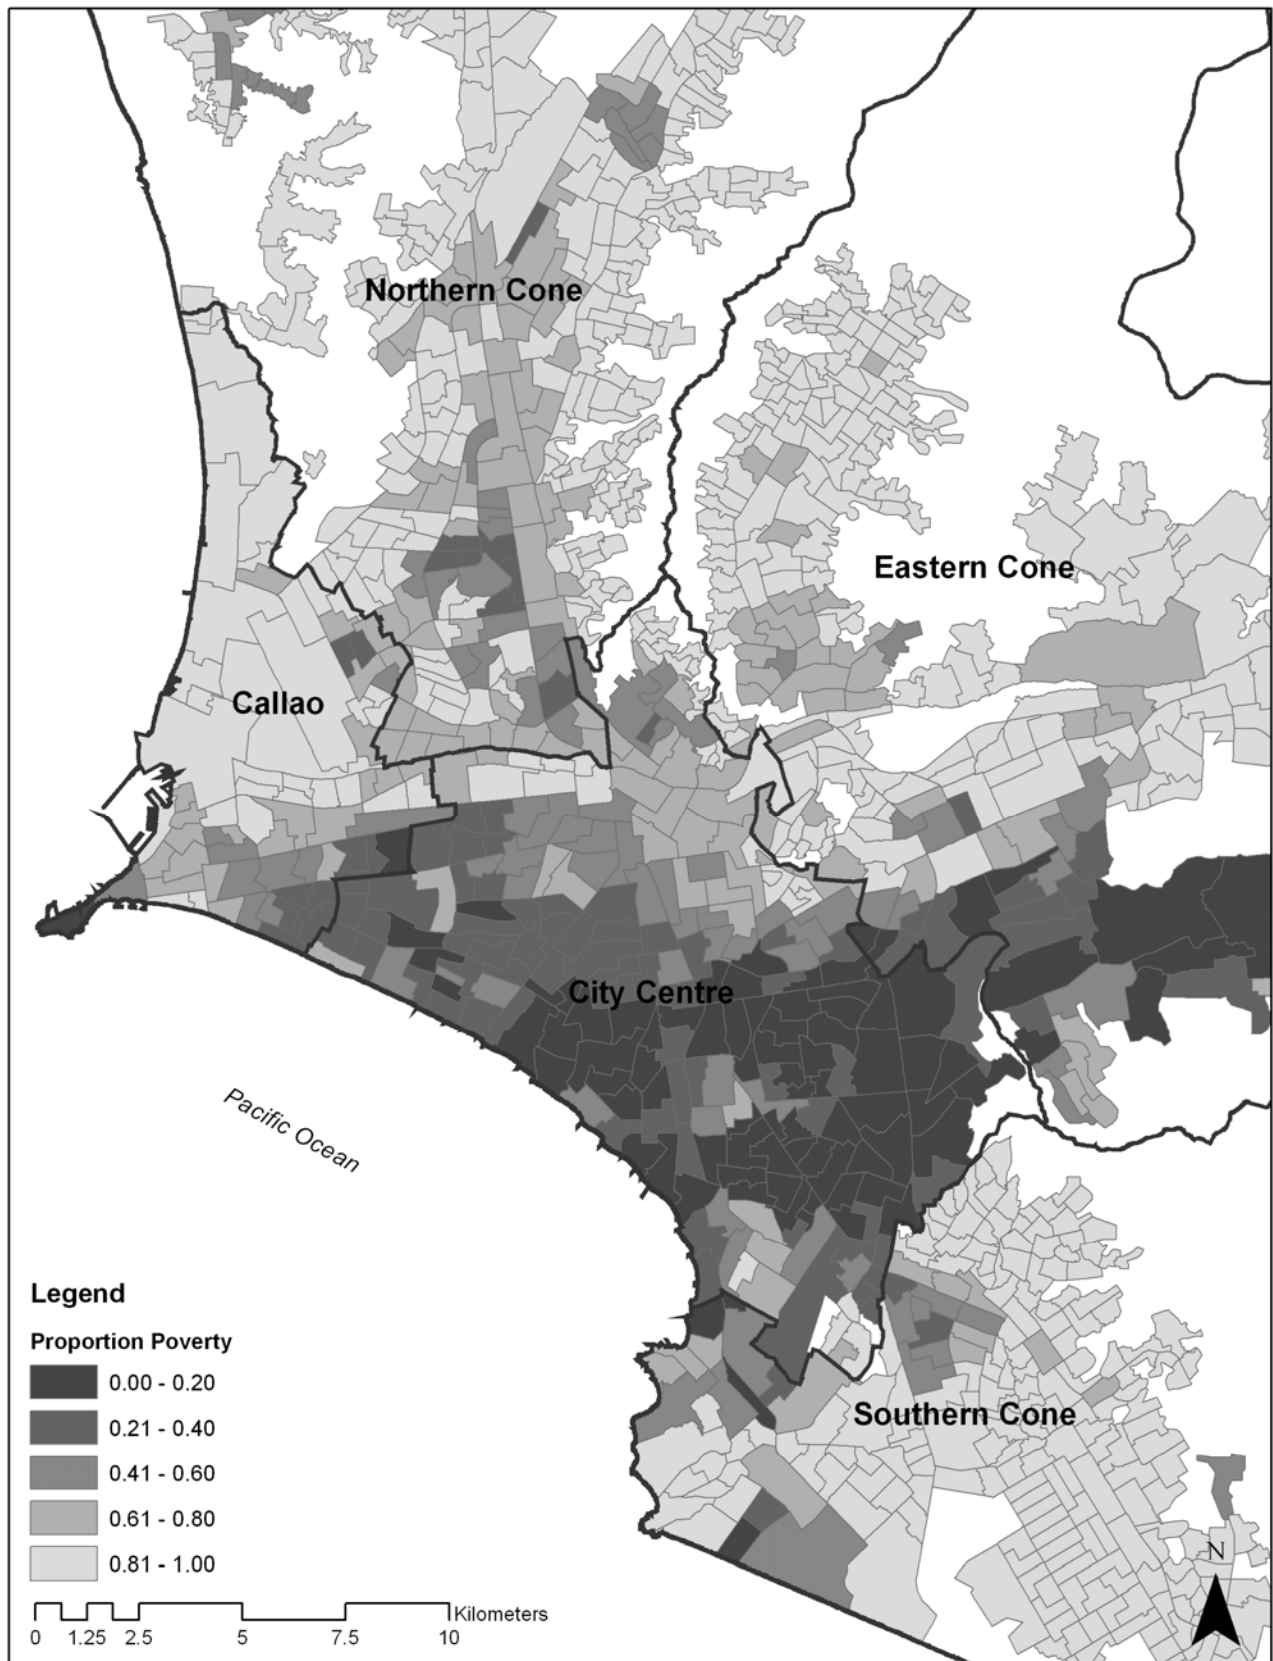 Northern Cone
Eastern Cone
Callao
City Centre
Pacific Ocean
Southern Cone
Legend
Proportion Poverty
0.00 - 0.20
0.21 - 0.40
0.41 - 0.60
0.61 - 0.80
0.81 - 1.00
N
Kilometers
0 1.25 2.5 5 7.5 10